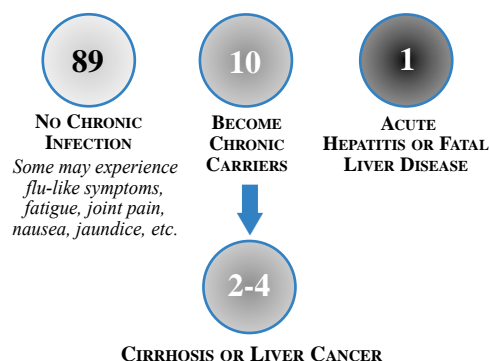 89
NO CHRONIC
INFECTION
Some may experience
flu-like symptoms,
fatigue, joint pain,
nausea, jaundice, etc.
10
BECOME
CHRONIC
CARRIERS
1
ACUTE
HEPATITIS OR FATAL
LIVER DISEASE
2-4
CIRRHOSIS OR LIVER CANCER